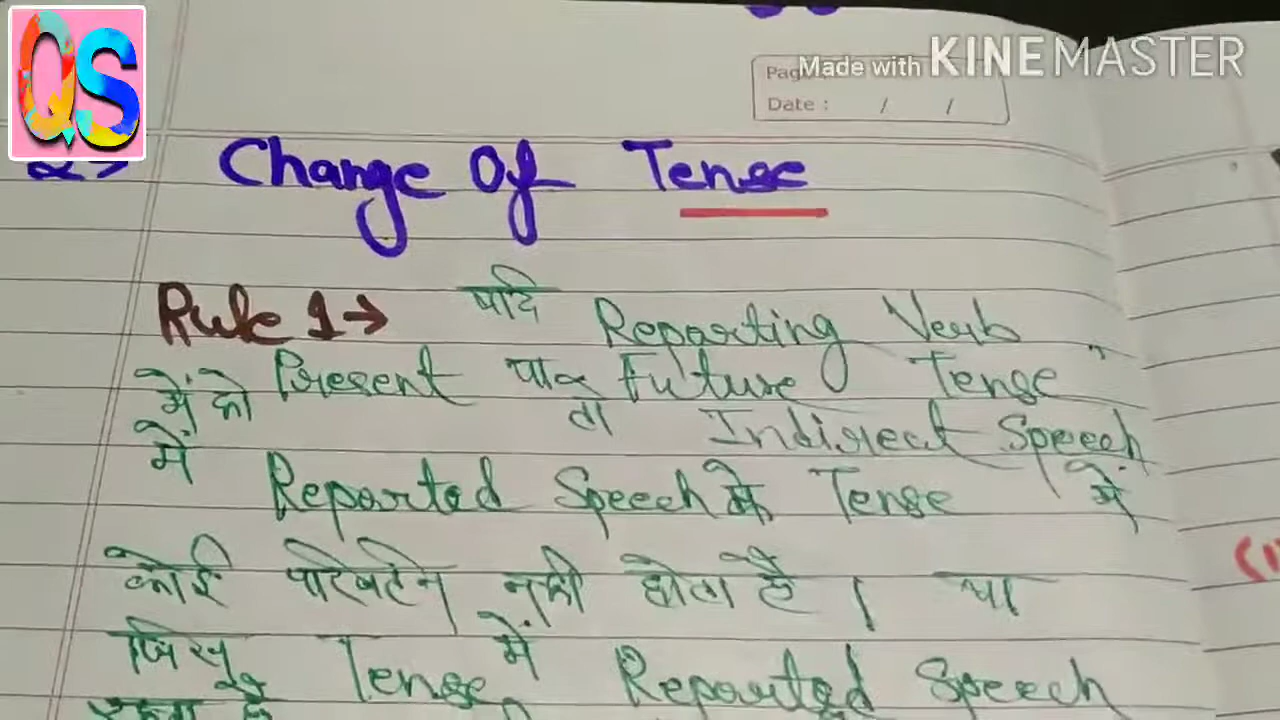 QS
Made with KINEMASTER
Date : / /
2→ Change Of Tense
Rule 1→ यदि Reporting Verb
में हो Present या Future Tense
तो Indirect Speech
में Reported Speech के Tense में
कोई परिवर्तन नही होता है । या
जिस Tense में Reported Speech